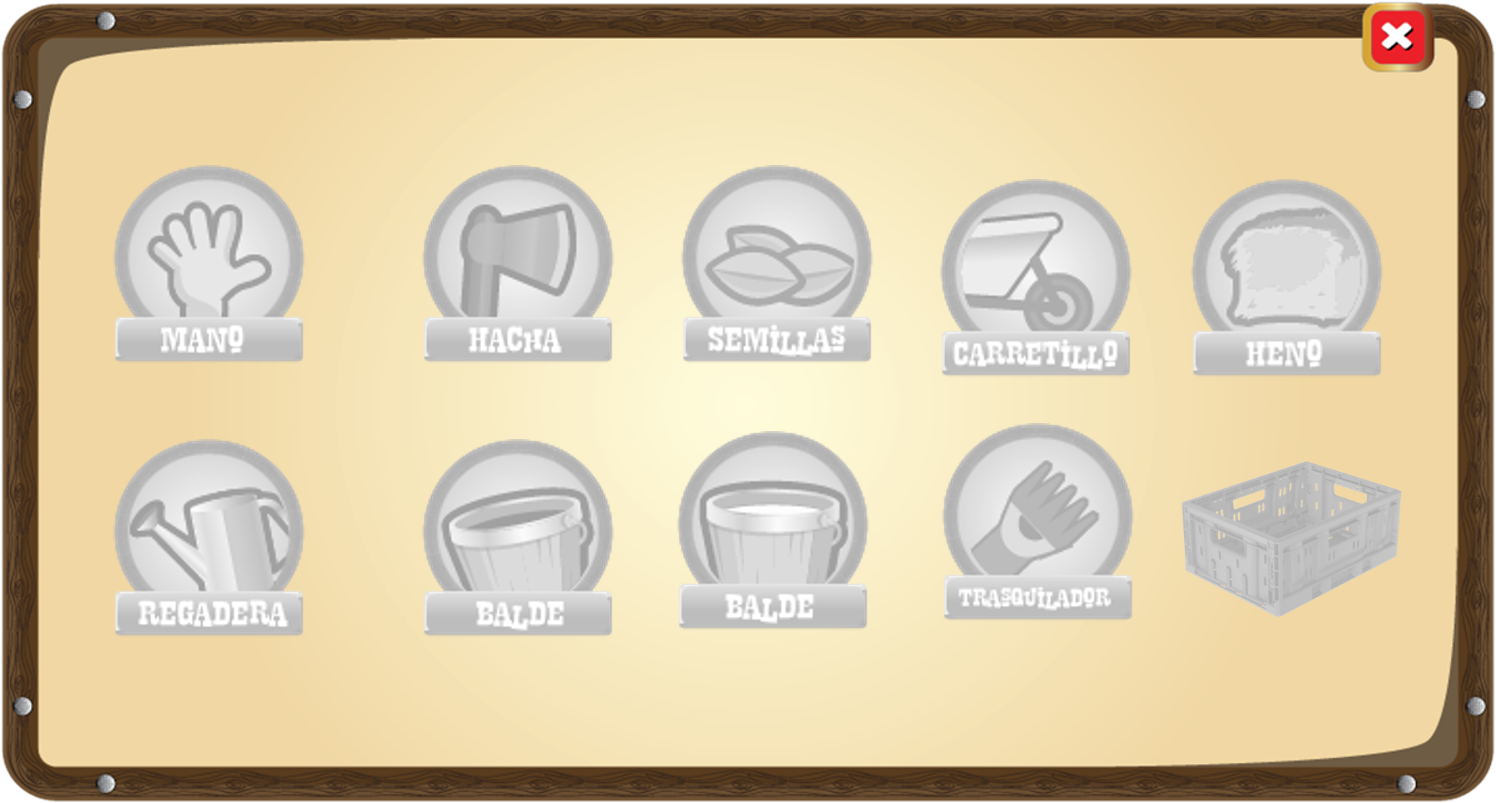 MANO
HACHA
SEMILLAS
CARRETILLO
HENO
REGADERA
BALDE
BALDE
TRASQUILADOR